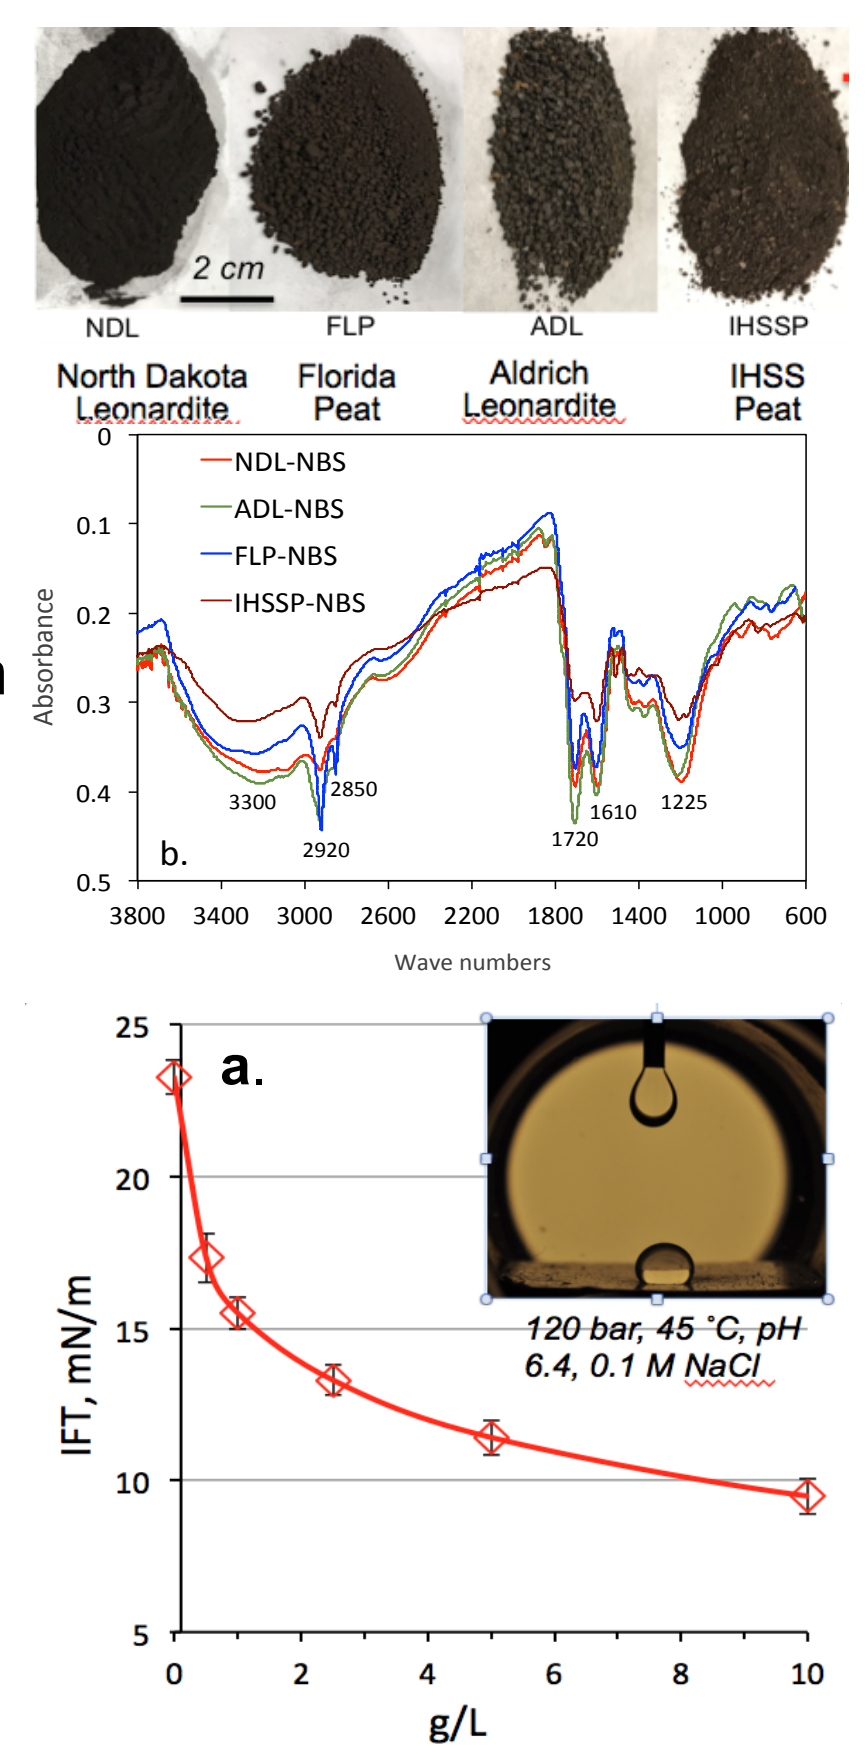 2 cm
NDL FLP ADL IHSSP
North Dakota Leonardite
Florida Peat
Aldrich Leonardite
IHSS Peat
0
0.1
0.2
0.3
0.4
0.5
Absorbance
NDL-NBS
ADL-NBS
FLP-NBS
IHSSP-NBS
3300
2920
2850
1720
1610
1225
b.
3800 3400 3000 2600 2200 1800 1400 1000 600
Wave numbers
a.
25
20
15
10
5
IFT, mN/m
120 bar, 45 ˚C, pH
6.4, 0.1 M NaCl
0 2 4 6 8 10
g/L